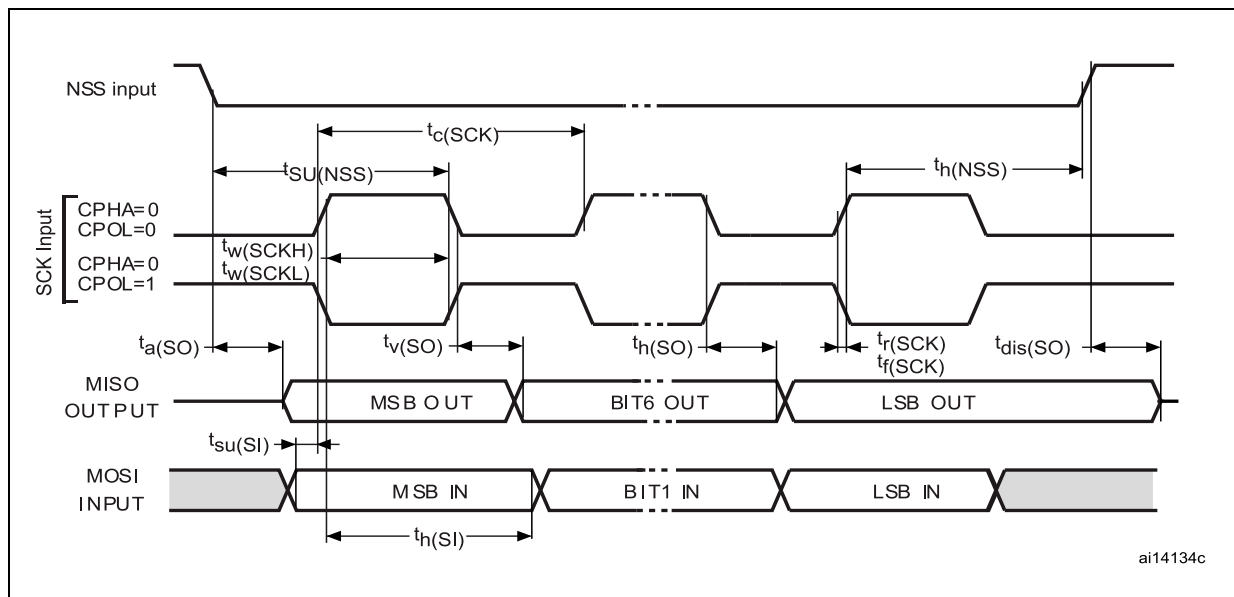 NSS input
tc(SCK)
tSU(NSS)
th(NSS)
SCK Input
CPHA=0
CPOL=0
tw(SCKH)
tw(SCKL)
CPHA=0
CPOL=1
ta(SO)
tv(SO)
th(SO)
tr(SCK)
tf(SCK)
tdis(SO)
MISO
OUTPUT
MSB OUT
BIT6 OUT
LSB OUT
tsu(SI)
MOSI
INPUT
MSB IN
BIT1 IN
LSB IN
th(SI)
ai14134c